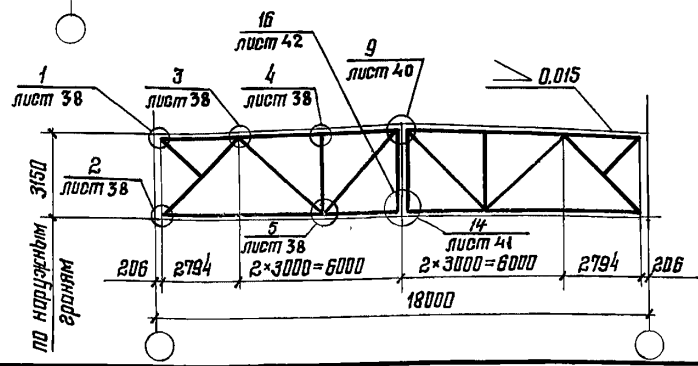 16
лист 42
9
лист 40
1
лист 38
3
лист 38
4
лист 38
0.015
2
лист 38
5
лист 38
14
лист 41
3150
по наружным
граням
206
2794
2×3000=6000
2×3000=6000
2794
206
18000